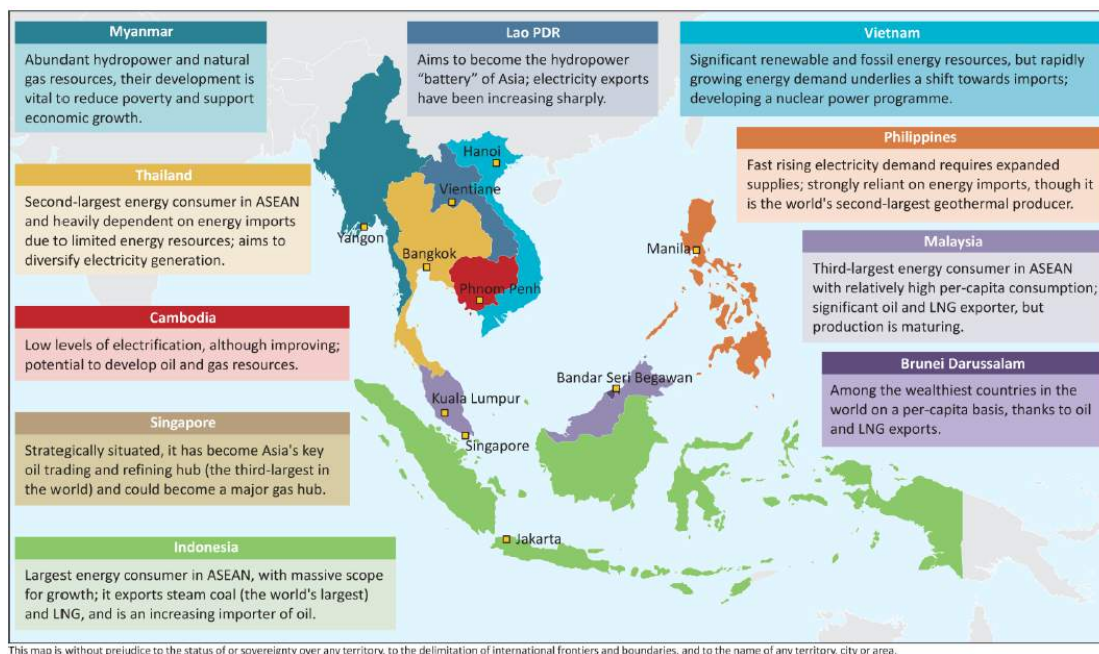 Myanmar
Abundant hydropower and natural
gas resources, their development is
vital to reduce poverty and support
economic growth.
Lao PDR
Aims to become the hydropower
“battery” of Asia; electricity exports
have been increasing sharply.
Vietnam
Significant renewable and fossil energy resources, but rapidly
growing energy demand underlies a shift towards imports;
developing a nuclear power programme.
Philippines
Fast rising electricity demand requires expanded
supplies; strongly reliant on energy imports, though it
is the world's second-largest geothermal producer.
Thailand
Second-largest energy consumer in ASEAN
and heavily dependent on energy imports
due to limited energy resources; aims to
diversify electricity generation.
Malaysia
Third-largest energy consumer in ASEAN
with relatively high per-capita consumption;
significant oil and LNG exporter, but
production is maturing.
Cambodia
Low levels of electrification, although improving;
potential to develop oil and gas resources.
Brunei Darussalam
Among the wealthiest countries in the
world on a per-capita basis, thanks to oil
and LNG exports.
Singapore
Strategically situated, it has become Asia's key
oil trading and refining hub (the third-largest in
the world) and could become a major gas hub.
Indonesia
Largest energy consumer in ASEAN, with massive scope
for growth; it exports steam coal (the world's largest)
and LNG, and is an increasing importer of oil.
Hanoi
Vientiane
Yangon
Bangkok
Manila
Phnom Penh
Bandar Seri Begawan
Kuala Lumpur
Singapore
Jakarta
This map is without prejudice to the status of or sovereignty over any territory, to the delimitation of international frontiers and boundaries, and to the name of any territory, city or area.